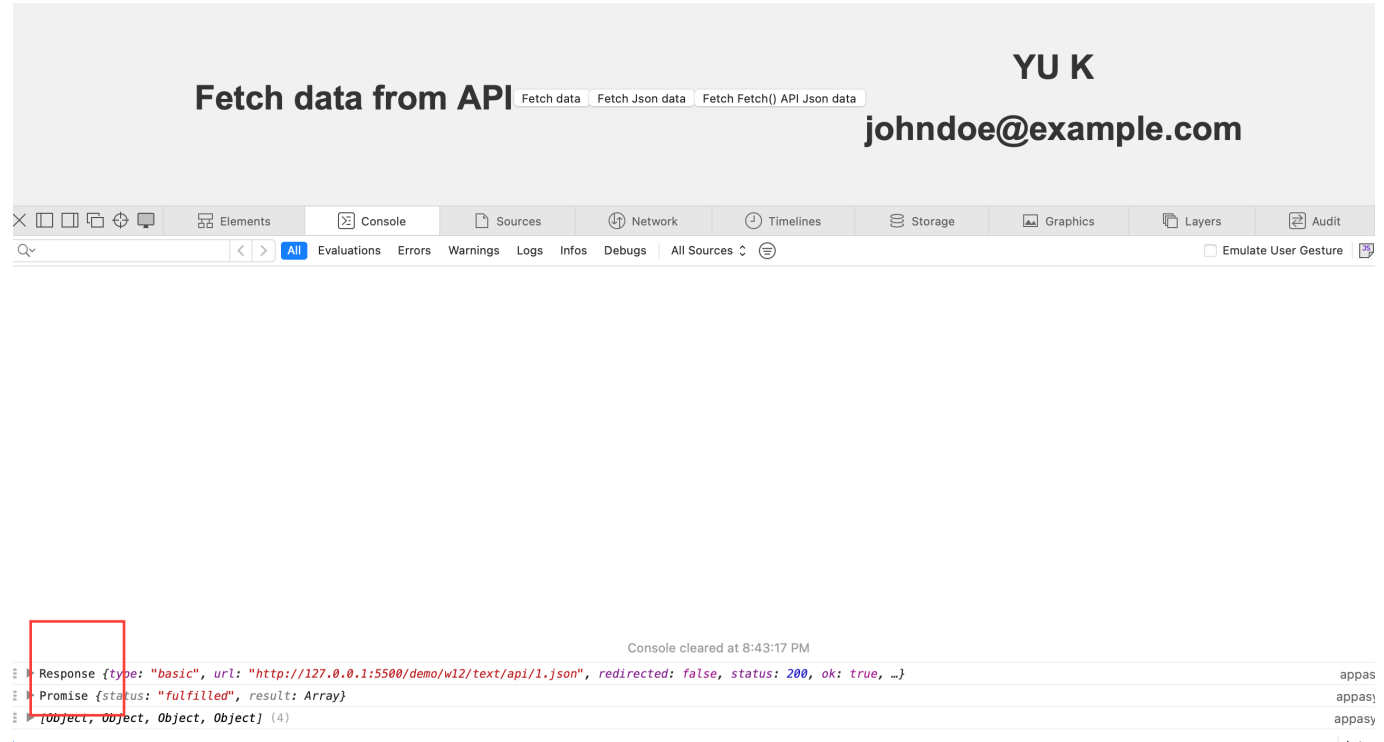 YU K
Fetch data from API Fetch data Fetch Json data Fetch Fetch() API Json data
johndoe@example.com
Elements Console Sources Network Timelines Storage Graphics Layers Audit
All Evaluations Errors Warnings Logs Infos Debugs All Sources Emulate User Gesture JS
Console cleared at 8:43:17 PM
Response {type: "basic", url: "http://127.0.0.1:5500/demo/w12/text/api/1.json", redirected: false, status: 200, ok: true, …} appas
Promise {status: "fulfilled", result: Array} appasy
[Object, Object, Object, Object] (4) appasy